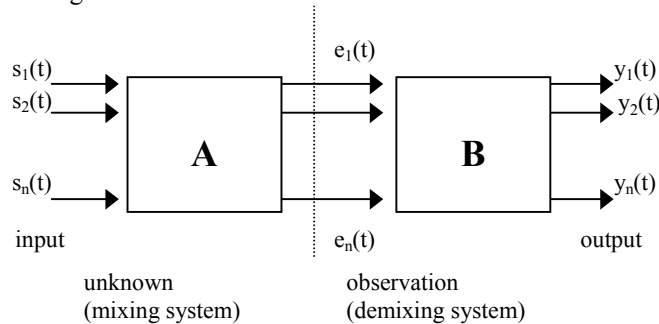 s1(t)
s2(t)
sn(t)
input
A
unknown
(mixing system)
e1(t)
en(t)
B
observation
(demixing system)
y1(t)
y2(t)
yn(t)
output